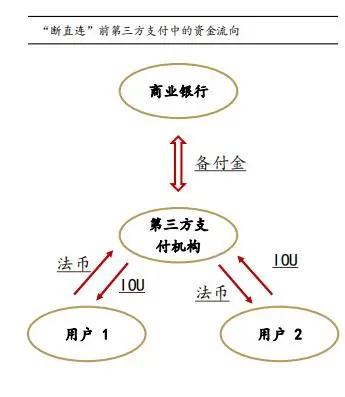 “断直连”前第三方支付中的资金流向
商业银行
备付金
第三方支
付机构
法币
IOU
法币
IOU
用户 1
用户 2